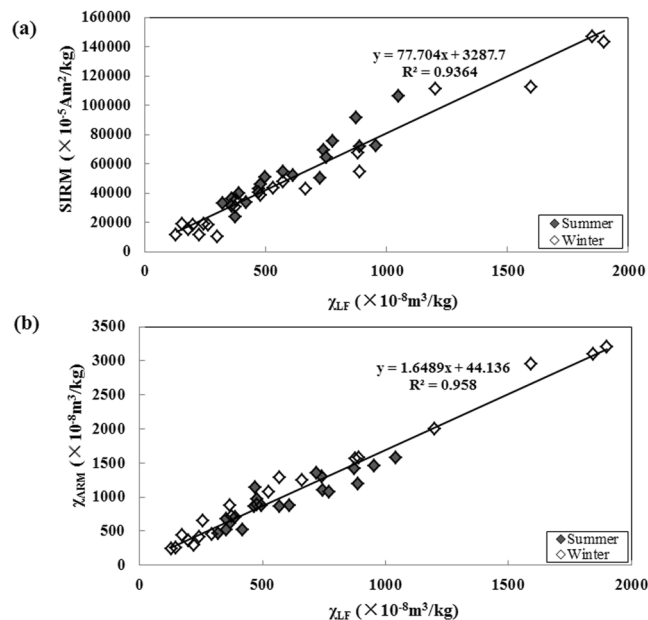 (a)
160000
140000
120000
100000
80000
60000
40000
20000
0
SIRM (×10⁻⁵Am²/kg)
y = 77.704x + 3287.7
R² = 0.9364
Summer
Winter
0 500 1000 1500 2000
χLF (×10⁻⁸m³/kg)
(b)
3500
3000
2500
2000
1500
1000
500
0
χARM (×10⁻⁸m³/kg)
y = 1.6489x + 44.136
R² = 0.958
Summer
Winter
0 500 1000 1500 2000
χLF (×10⁻⁸m³/kg)